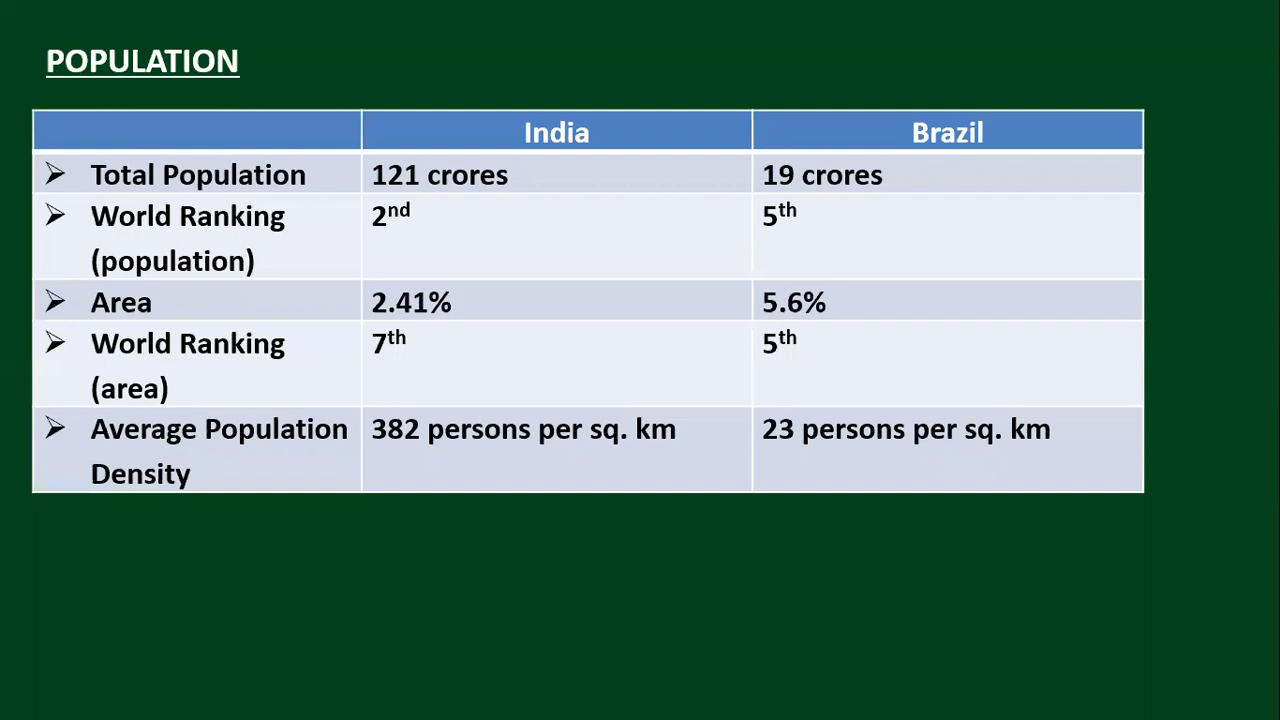 POPULATION
India Brazil
➢ Total Population 121 crores 19 crores
➢ World Ranking 2nd 5th
(population)
➢ Area 2.41% 5.6%
➢ World Ranking 7th 5th
(area)
➢ Average Population 382 persons per sq. km 23 persons per sq. km
Density